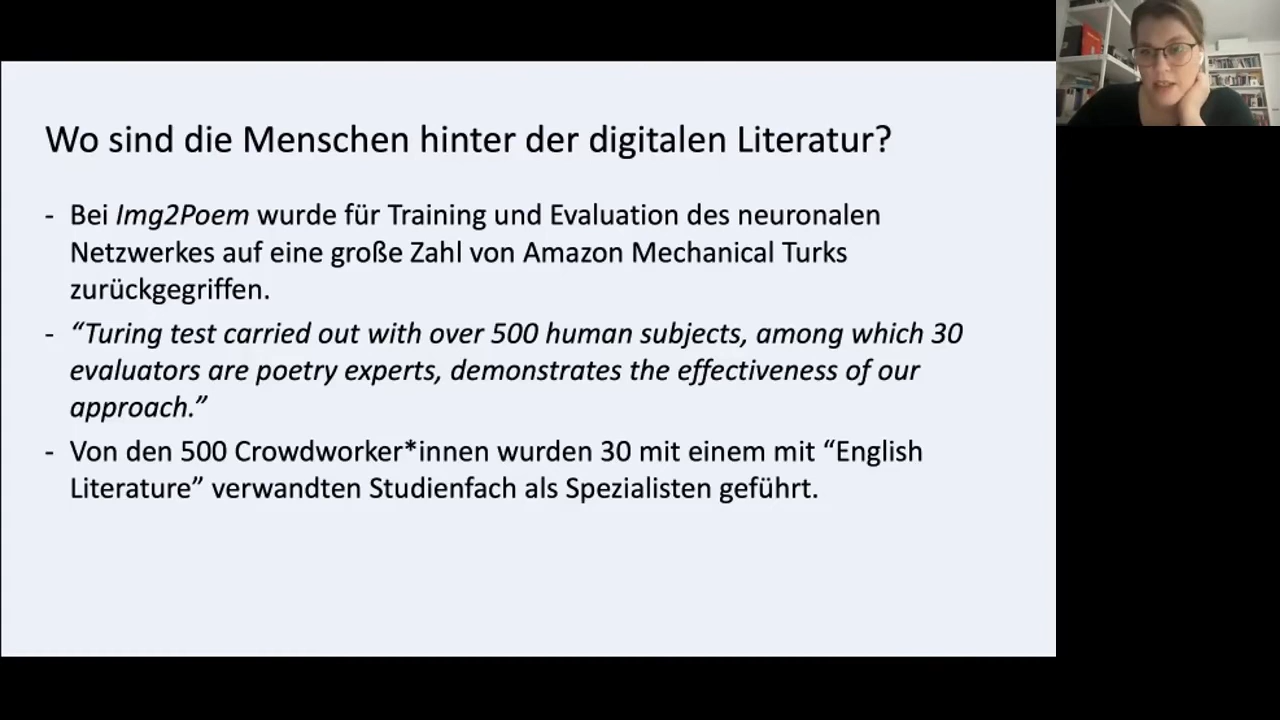 Wo sind die Menschen hinter der digitalen Literatur?
- Bei Img2Poem wurde für Training und Evaluation des neuronalen
Netzwerkes auf eine große Zahl von Amazon Mechanical Turks
zurückgegriffen.
- “Turing test carried out with over 500 human subjects, among which 30
evaluators are poetry experts, demonstrates the effectiveness of our
approach.”
- Von den 500 Crowdworker*innen wurden 30 mit einem mit “English
Literature” verwandten Studienfach als Spezialisten geführt.